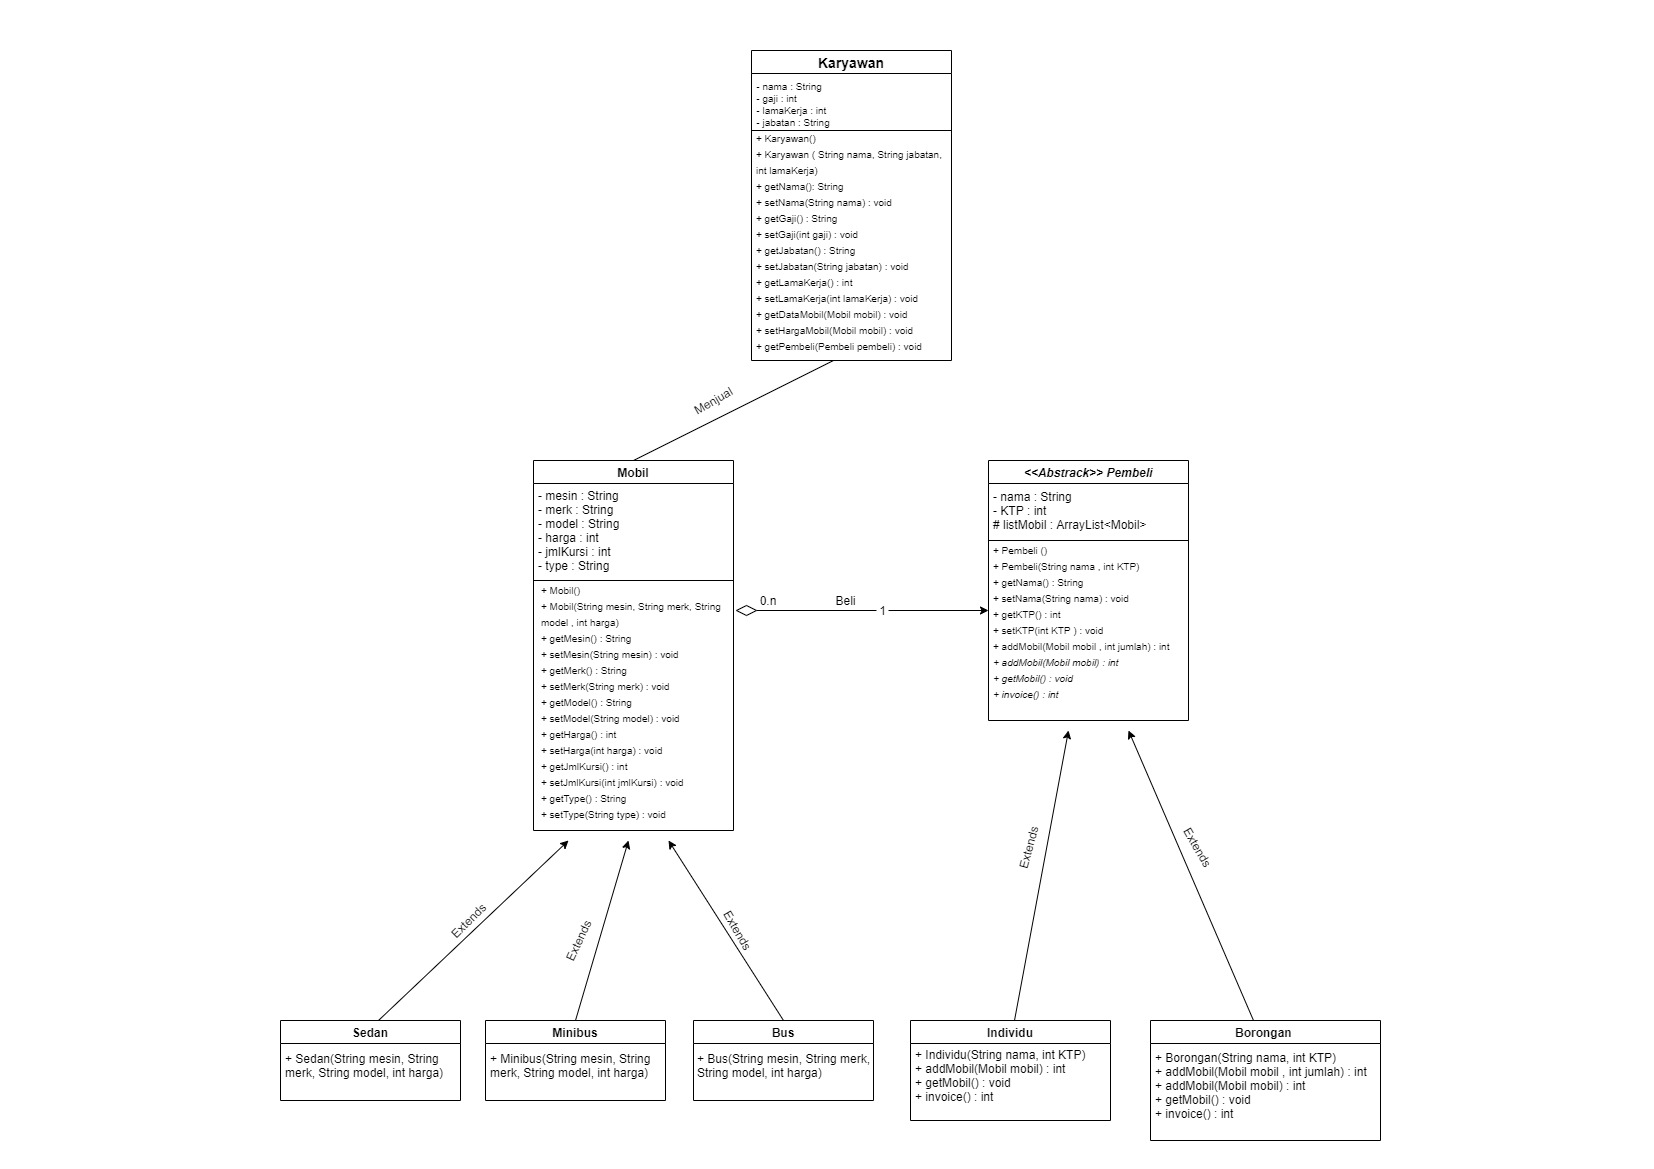 Karyawan
- nama : String
- gaji : int
- lamaKerja : int
- jabatan : String
+ Karyawan()
+ Karyawan ( String nama, String jabatan,
int lamaKerja)
+ getNama(): String
+ setNama(String nama) : void
+ getGaji() : String
+ setGaji(int gaji) : void
+ getJabatan() : String
+ setJabatan(String jabatan) : void
+ getLamaKerja() : int
+ setLamaKerja(int lamaKerja) : void
+ getDataMobil(Mobil mobil) : void
+ setHargaMobil(Mobil mobil) : void
+ getPembeli(Pembeli pembeli) : void
Menjual
Mobil
- mesin : String
- merk : String
- model : String
- harga : int
- jmlKursi : int
- type : String
+ Mobil()
+ Mobil(String mesin, String merk, String
model , int harga)
+ getMesin() : String
+ setMesin(String mesin) : void
+ getMerk() : String
+ setMerk(String merk) : void
+ getModel() : String
+ setModel(String model) : void
+ getHarga() : int
+ setHarga(int harga) : void
+ getJmlKursi() : int
+ setJmlKursi(int jmlKursi) : void
+ getType() : String
+ setType(String type) : void
0.n
Beli
1
<<Abstrack>> Pembeli
- nama : String
- KTP : int
# listMobil : ArrayList<Mobil>
+ Pembeli ()
+ Pembeli(String nama , int KTP)
+ getNama() : String
+ setNama(String nama) : void
+ getKTP() : int
+ setKTP(int KTP ) : void
+ addMobil(Mobil mobil , int jumlah) : int
+ addMobil(Mobil mobil) : int
+ getMobil() : void
+ invoice() : int
Extends
Extends
Extends
Extends
Extends
Sedan
+ Sedan(String mesin, String
merk, String model, int harga)
Minibus
+ Minibus(String mesin, String
merk, String model, int harga)
Bus
+ Bus(String mesin, String merk,
String model, int harga)
Individu
+ Individu(String nama, int KTP)
+ addMobil(Mobil mobil) : int
+ getMobil() : void
+ invoice() : int
Borongan
+ Borongan(String nama, int KTP)
+ addMobil(Mobil mobil , int jumlah) : int
+ addMobil(Mobil mobil) : int
+ getMobil() : void
+ invoice() : int